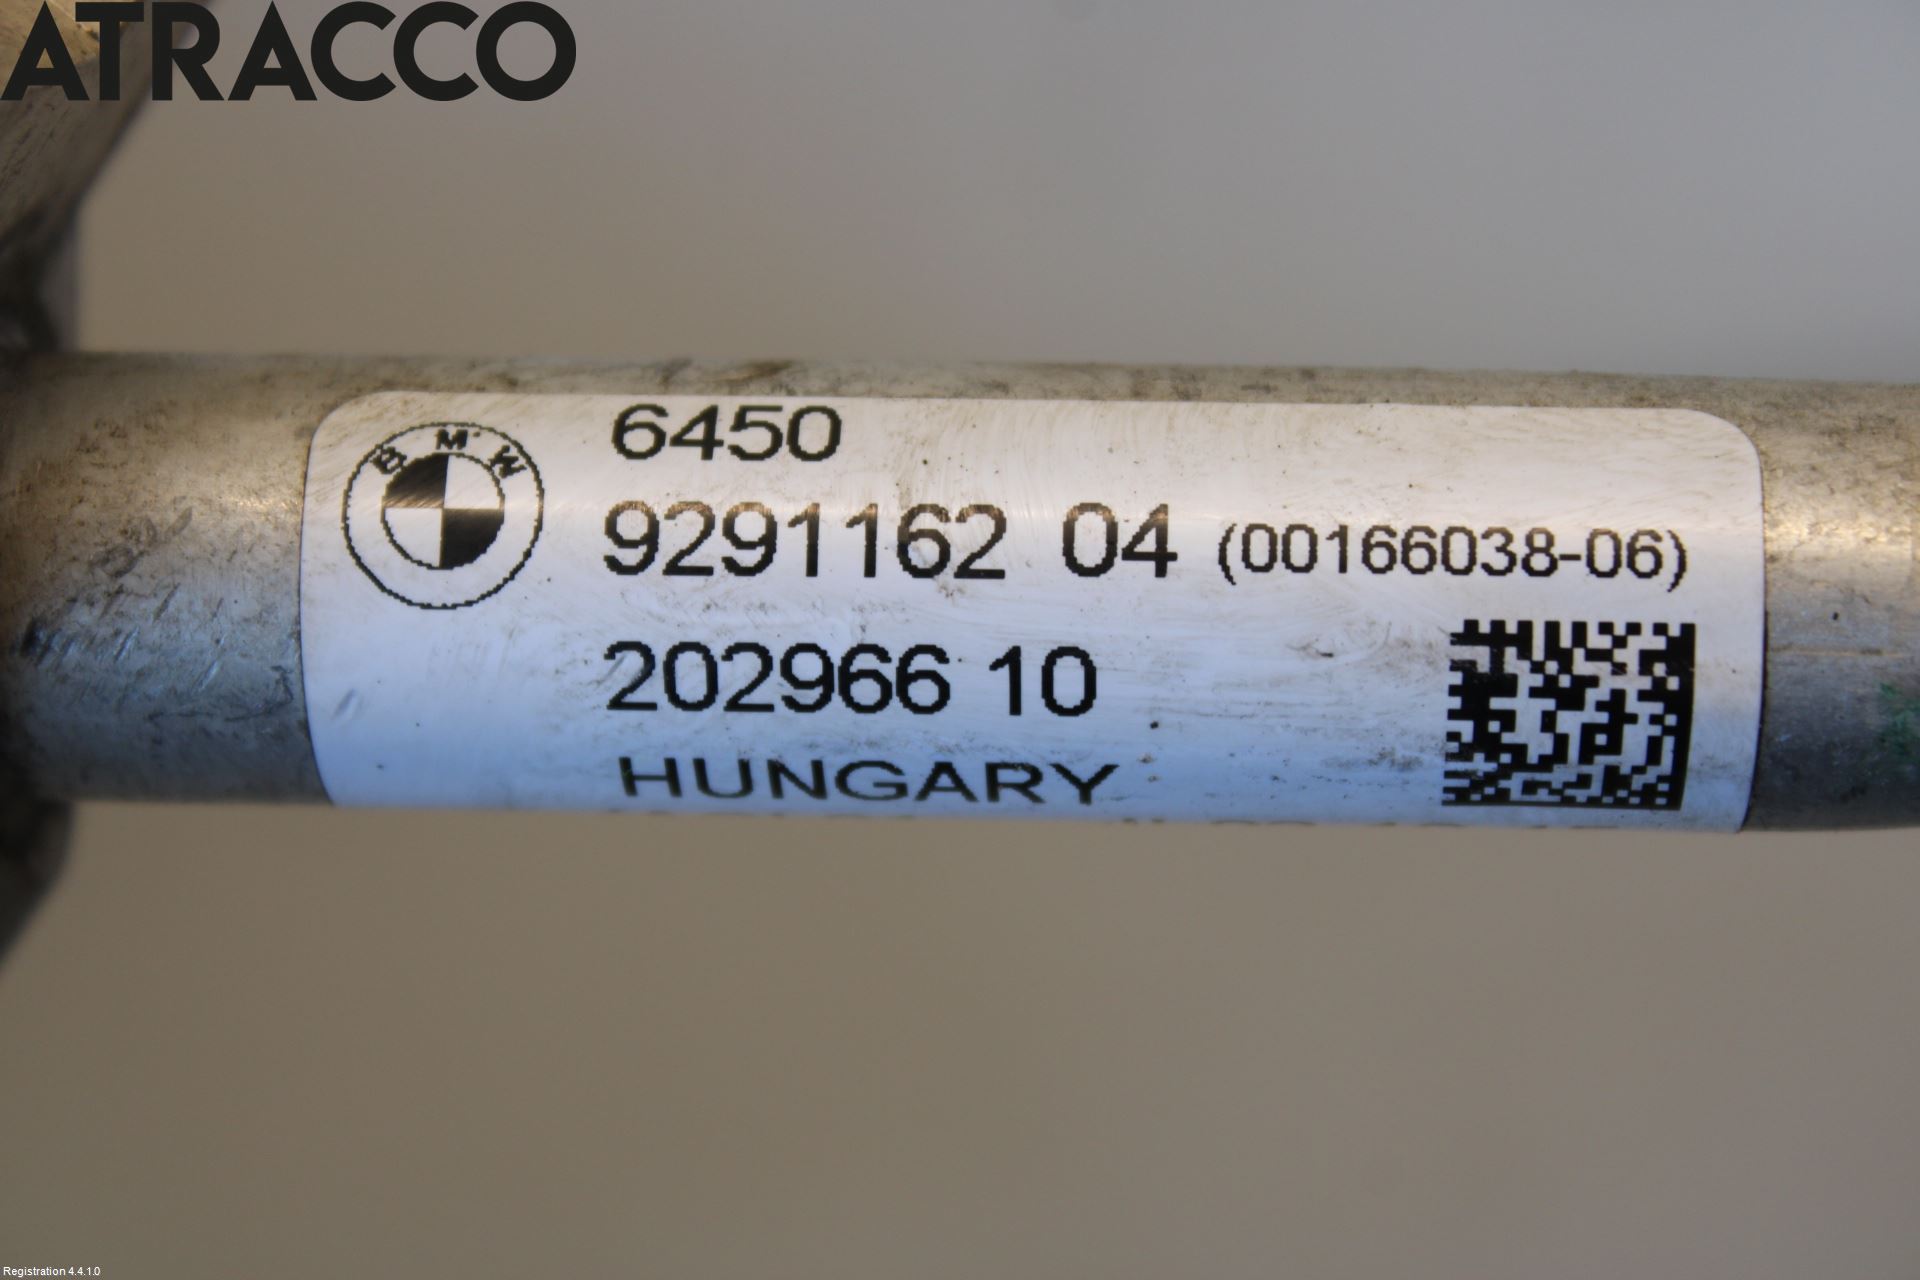 ATRACCO
BMW
6450
9291162 04 (00166038-06)
202966 10
HUNGARY
Registration 4.4.1.0